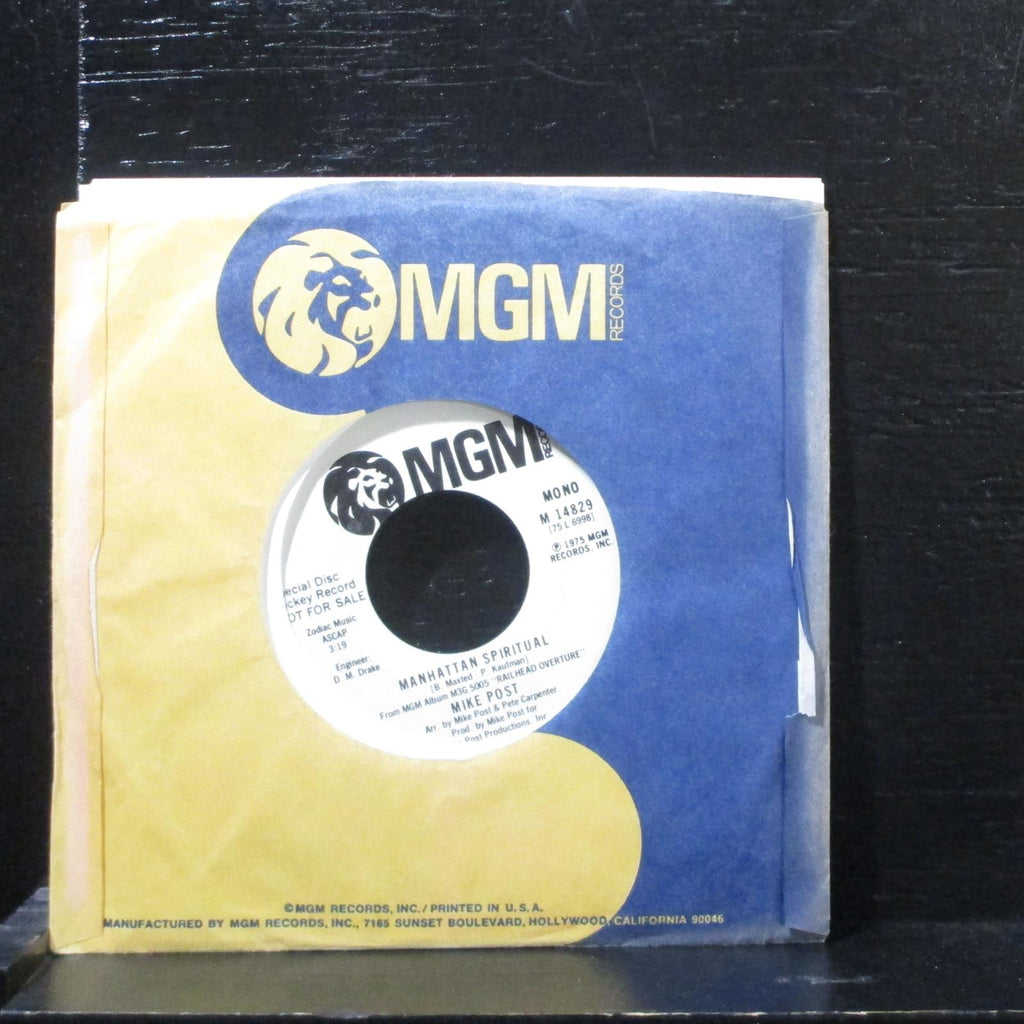 MGM RECORDS
MGM RECO
MONO
M 14829
[75 L 6998]
℗ 1975 MGM
RECORDS, INC.
ecial Disc
ckey Record
OT FOR SALE
Zodiac Music
ASCAP
3:19
Engineer:
D. M. Drake
MANHATTAN SPIRITUAL
[B. Maxted P. Kaufman]
From MGM Album M3G 5005 "RAILHEAD OVERTURE"
MIKE POST
Arr. by Mike Post & Pete Carpenter
Prod. by Mike Post for
Post Productions, Inc
©MGM RECORDS, INC./PRINTED IN U.S.A.
MANUFACTURED BY MGM RECORDS, INC., 7165 SUNSET BOULEVARD, HOLLYWOOD, CALIFORNIA 90046